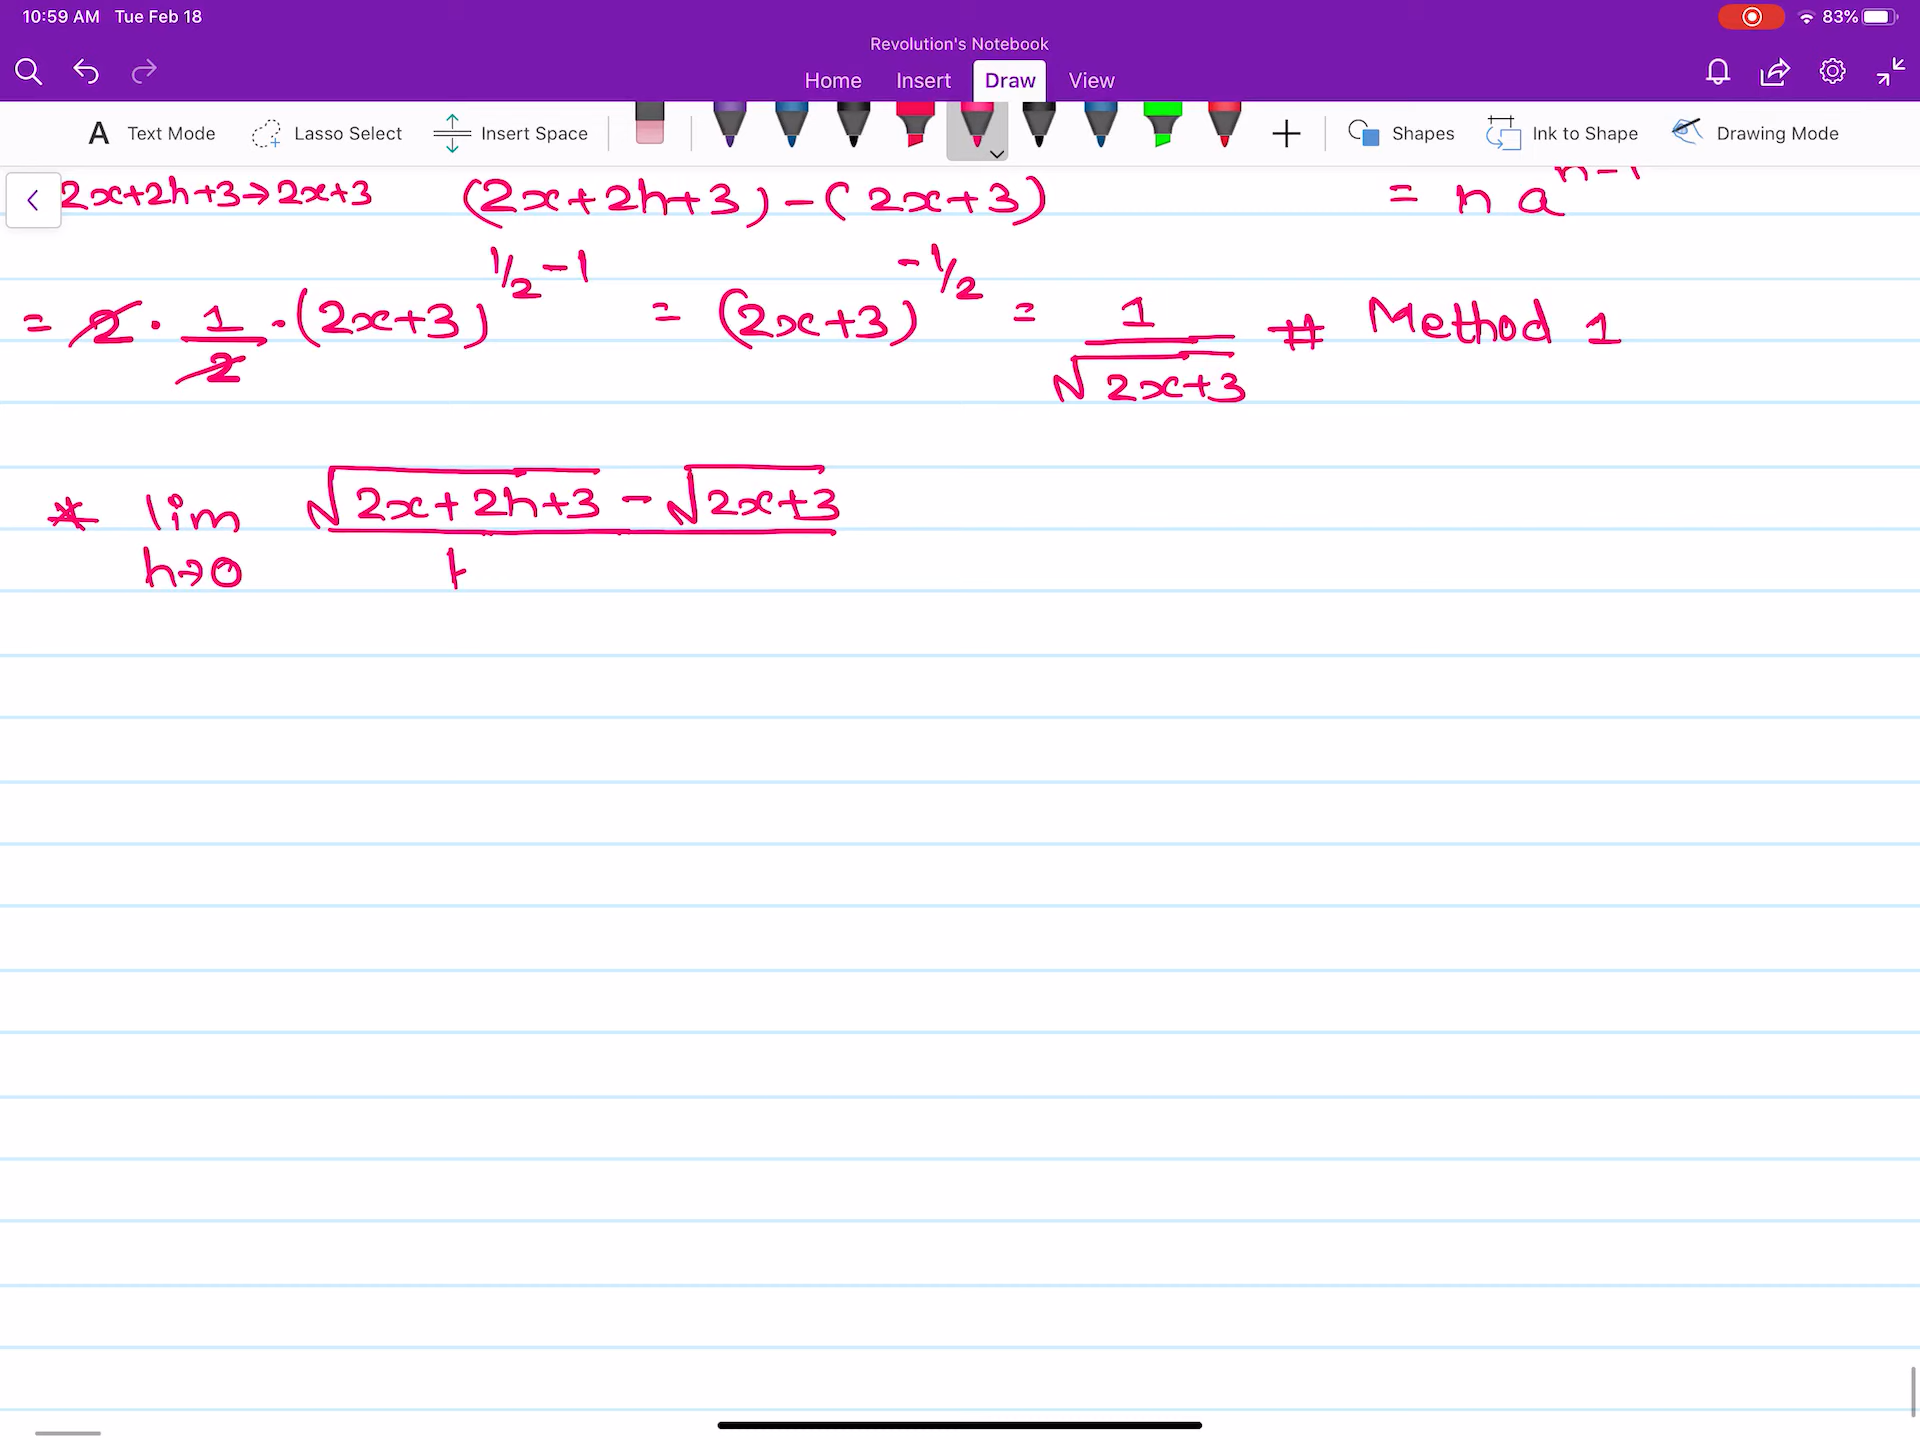 10:59 AM Tue Feb 18
83%
Revolution's Notebook
Home Insert Draw View
A Text Mode Lasso Select Insert Space Shapes Ink to Shape Drawing Mode
2x+2h+3→2x+3 (2x+2h+3)-(2x+3) = n a^(n-1)
= 2 · 1/2 · (2x+3)^(1/2-1) = (2x+3)^(-1/2) = 1/√(2x+3) # Method 1
* lim h→0 (√(2x+2h+3) - √(2x+3))/